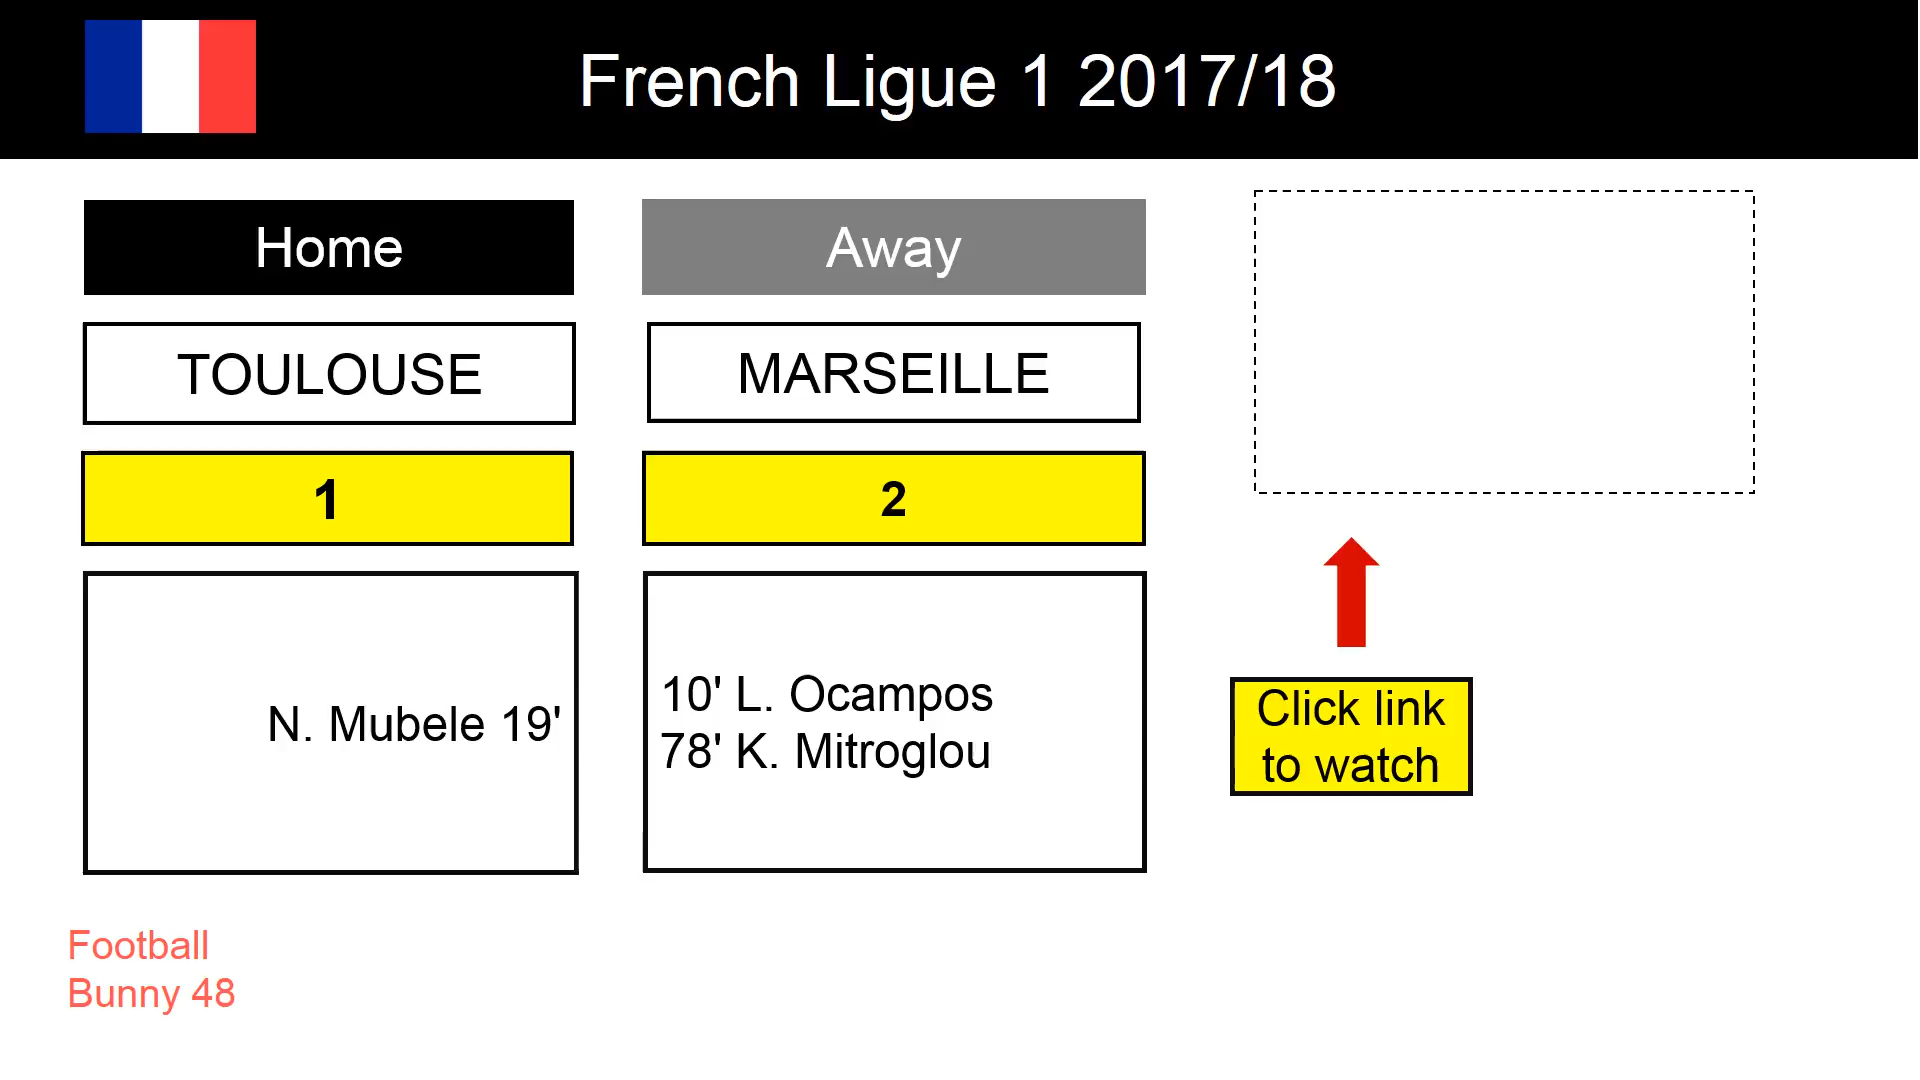 French Ligue 1 2017/18
Home
Away
TOULOUSE
MARSEILLE
1
2
N. Mubele 19'
10' L. Ocampos
78' K. Mitroglou
Click link
to watch
Football
Bunny 48